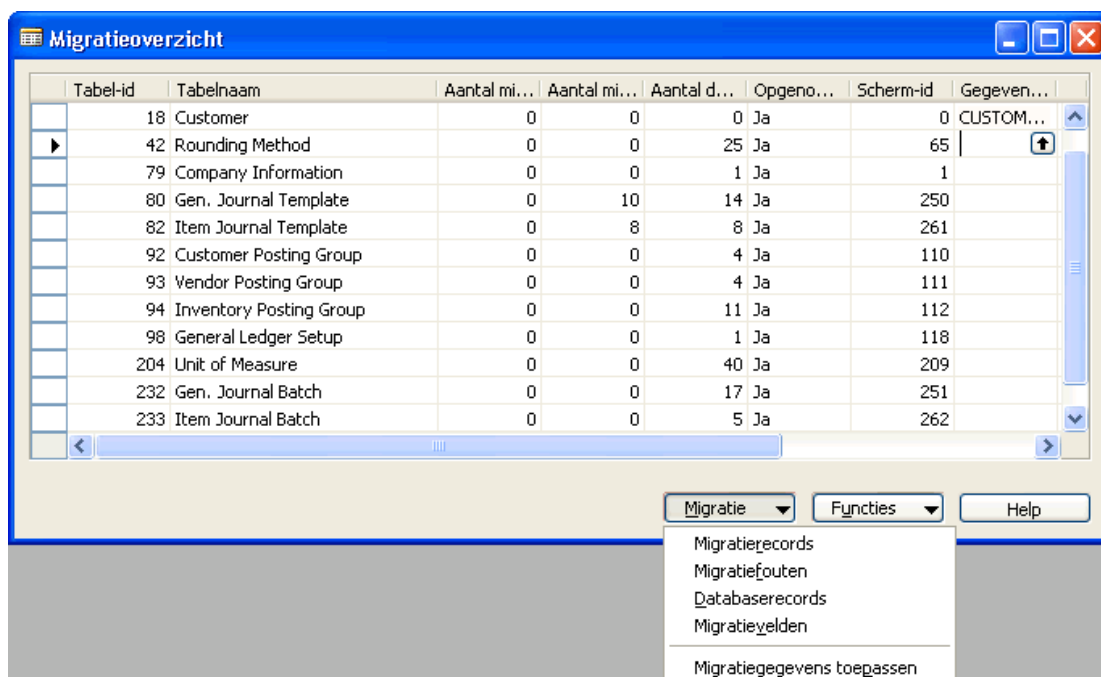 Migratieoverzicht
Tabel-id Tabelnaam Aantal mi... Aantal mi... Aantal d... Opgeno... Scherm-id Gegeven...
18 Customer 0 0 0 Ja 0 CUSTOM...
42 Rounding Method 0 0 25 Ja 65
79 Company Information 0 0 1 Ja 1
80 Gen. Journal Template 0 10 14 Ja 250
82 Item Journal Template 0 8 8 Ja 261
92 Customer Posting Group 0 0 4 Ja 110
93 Vendor Posting Group 0 0 4 Ja 111
94 Inventory Posting Group 0 0 11 Ja 112
98 General Ledger Setup 0 0 1 Ja 118
204 Unit of Measure 0 0 40 Ja 209
232 Gen. Journal Batch 0 0 17 Ja 251
233 Item Journal Batch 0 0 5 Ja 262
Migratie Functies Help
Migratierecords
Migratiefouten
Databaserecords
Migratievelden
Migratiegegevens toepassen